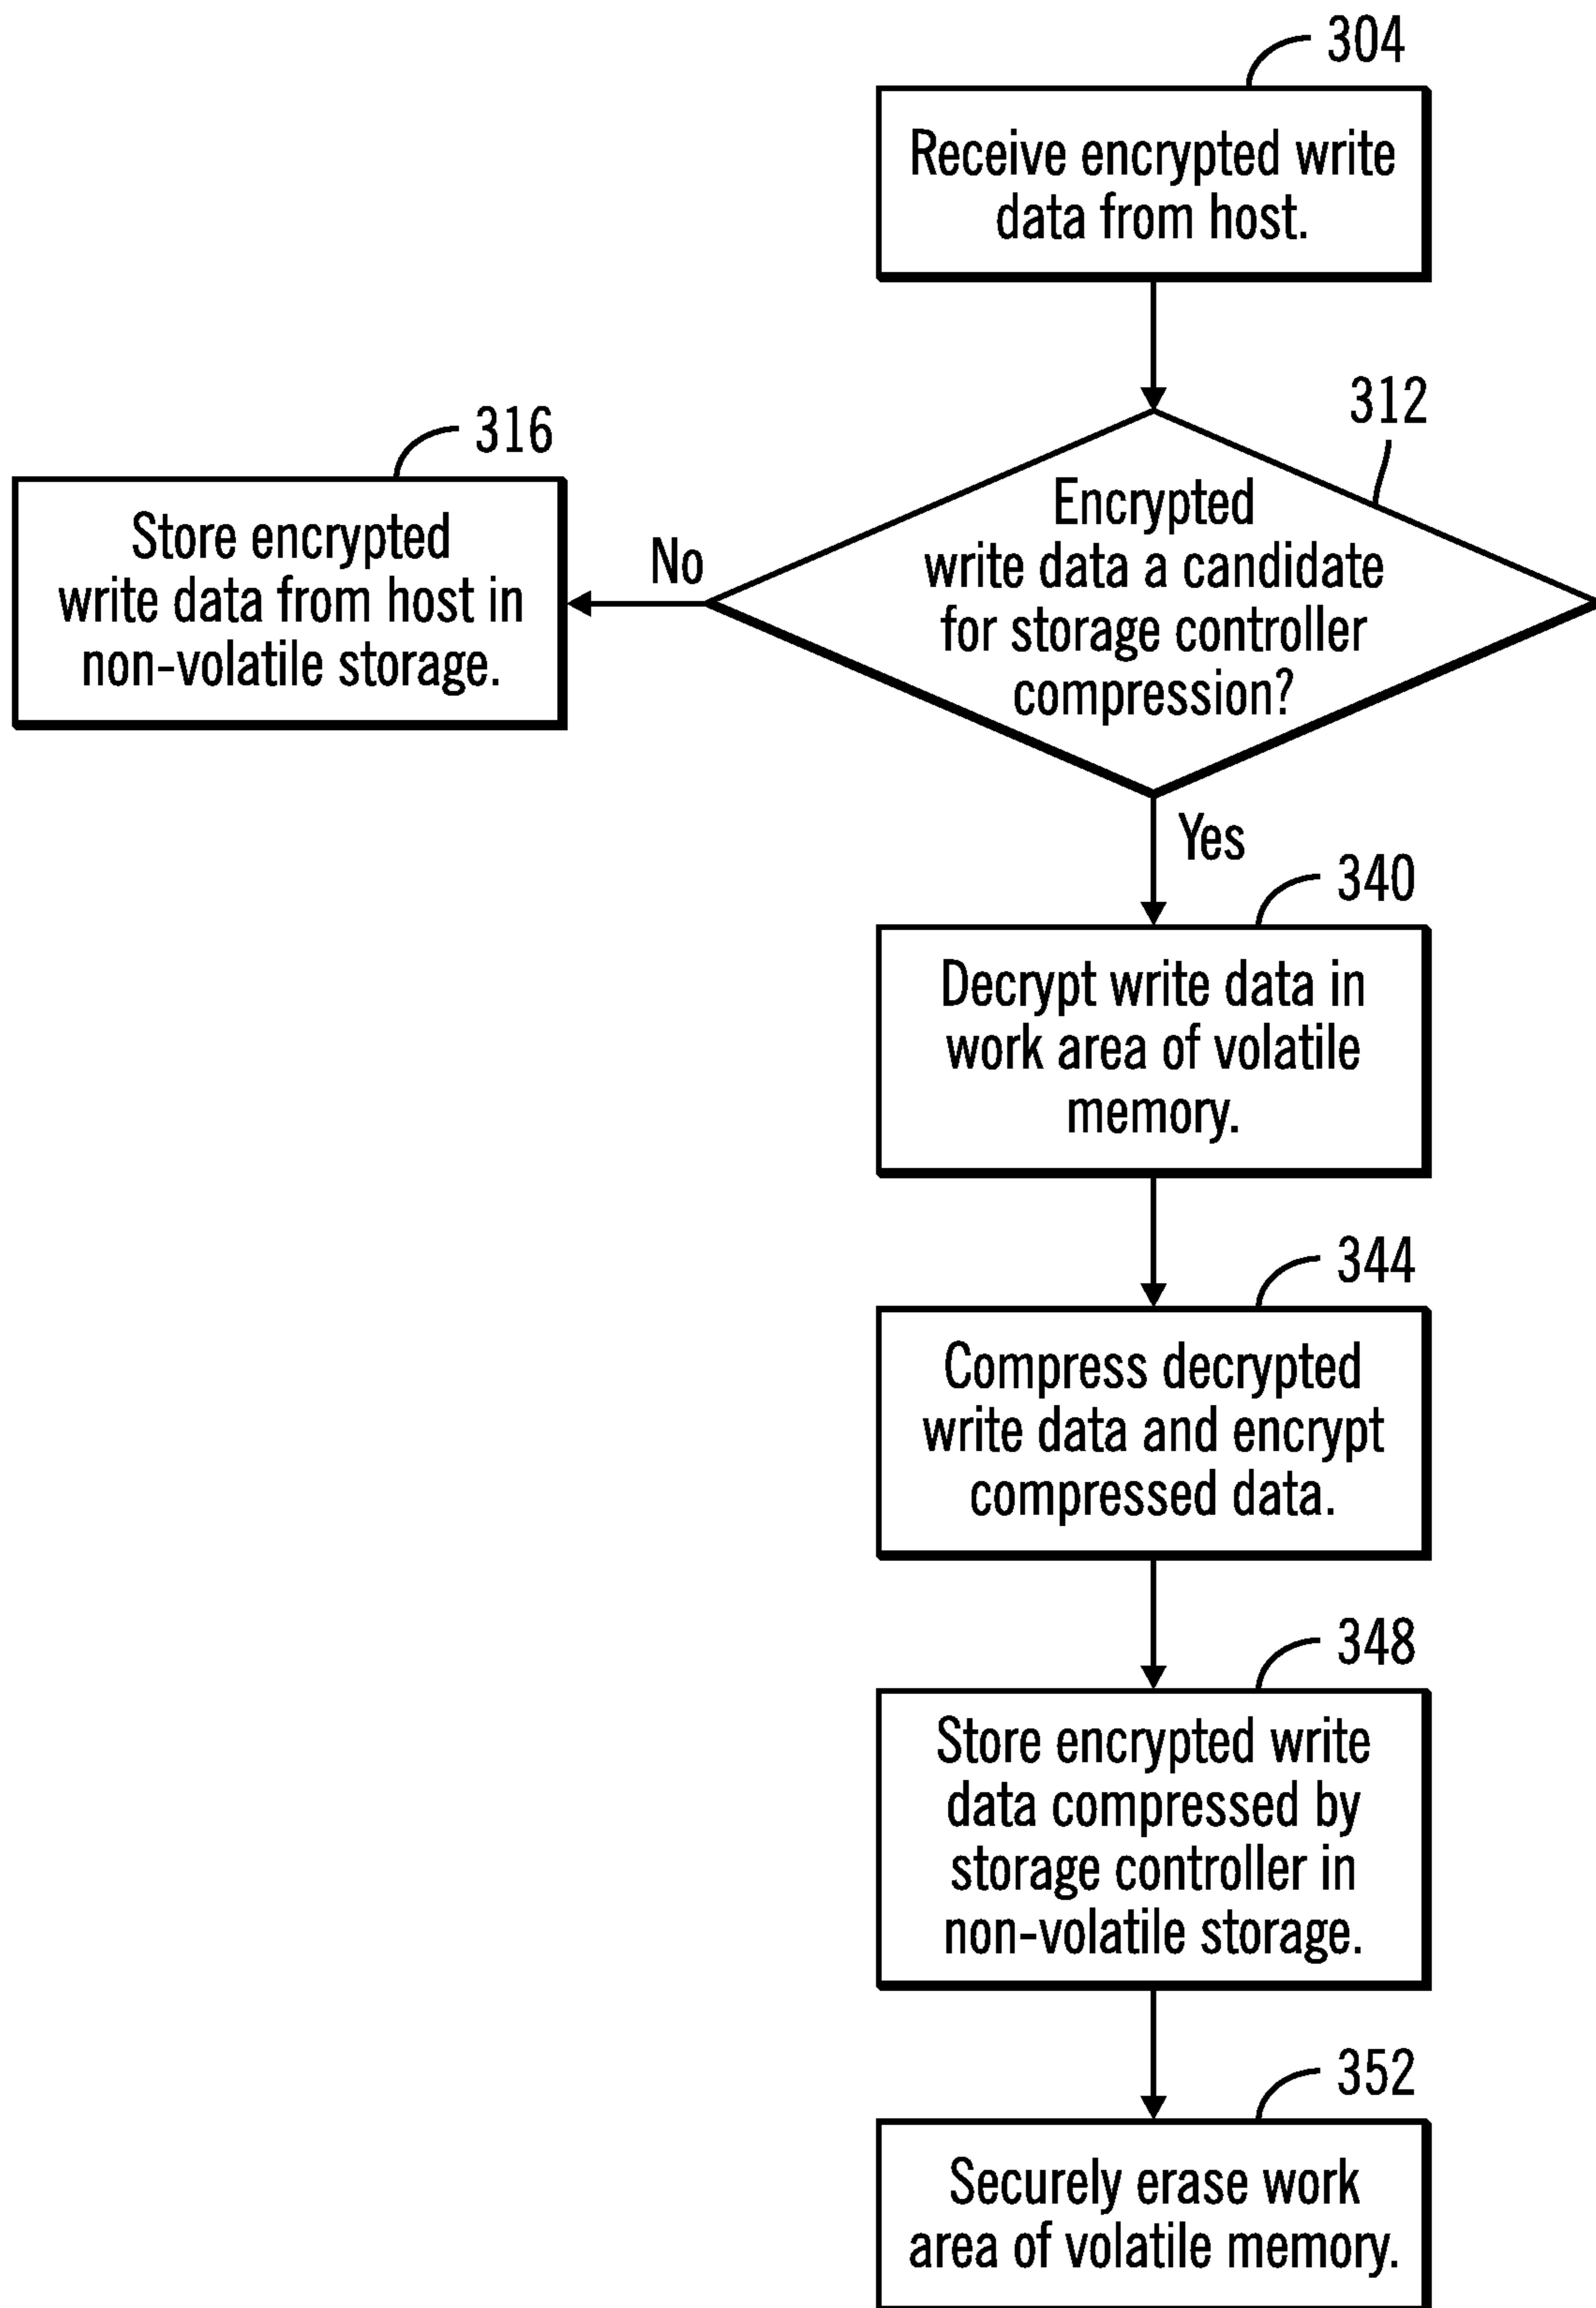 304
Receive encrypted write
data from host.
312
316
Encrypted
write data a candidate
for storage controller
compression?
No
Store encrypted
write data from host in
non-volatile storage.
Yes
340
Decrypt write data in
work area of volatile
memory.
344
Compress decrypted
write data and encrypt
compressed data.
348
Store encrypted write
data compressed by
storage controller in
non-volatile storage.
352
Securely erase work
area of volatile memory.